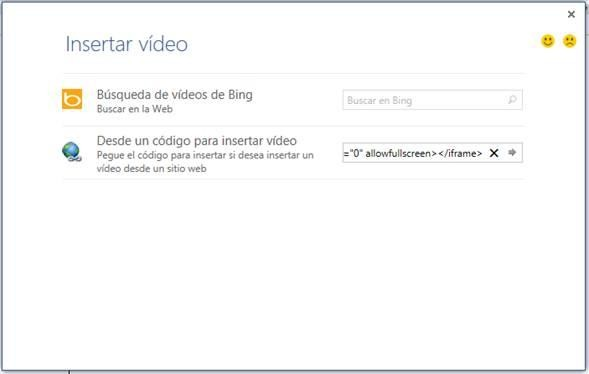 Insertar vídeo
Búsqueda de vídeos de Bing
Buscar en la Web
Buscar en Bing
Desde un código para insertar vídeo
Pegue el código para insertar si desea insertar un
vídeo desde un sitio web
="0" allowfullscreen></iframe>